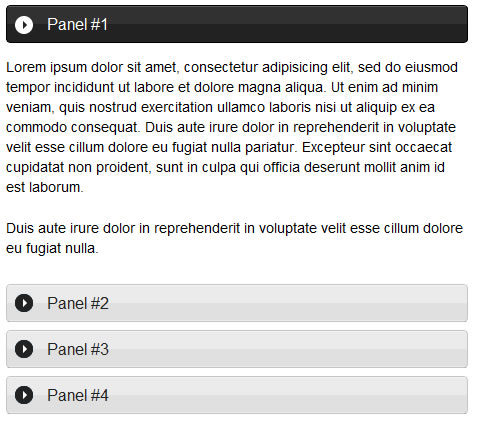 Panel #1
Lorem ipsum dolor sit amet, consectetur adipisicing elit, sed do eiusmod
tempor incididunt ut labore et dolore magna aliqua. Ut enim ad minim
veniam, quis nostrud exercitation ullamco laboris nisi ut aliquip ex ea
commodo consequat. Duis aute irure dolor in reprehenderit in voluptate
velit esse cillum dolore eu fugiat nulla pariatur. Excepteur sint occaecat
cupidatat non proident, sunt in culpa qui officia deserunt mollit anim id
est laborum.
Duis aute irure dolor in reprehenderit in voluptate velit esse cillum dolore
eu fugiat nulla.
Panel #2
Panel #3
Panel #4